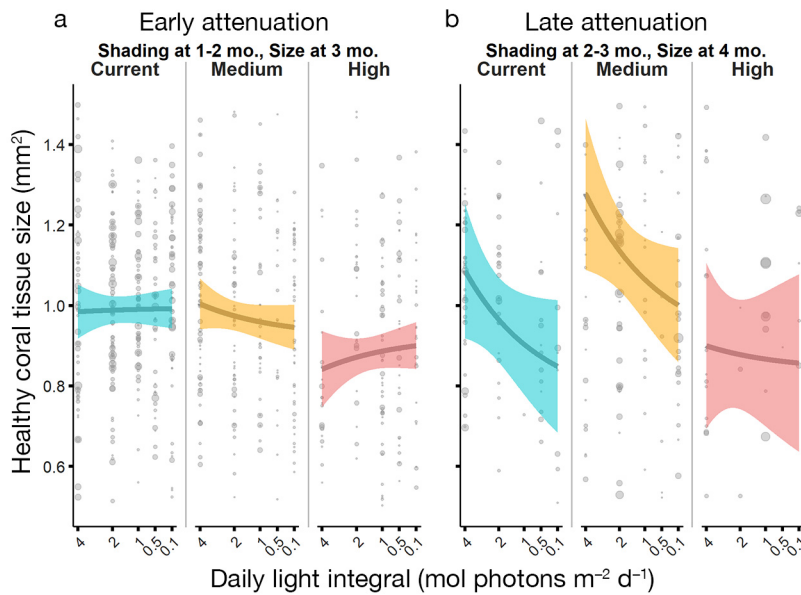 a Early attenuation
Shading at 1-2 mo., Size at 3 mo.
Current Medium High
b Late attenuation
Shading at 2-3 mo., Size at 4 mo.
Current Medium High
Healthy coral tissue size (mm²)
1.4
1.2
1.0
0.8
0.6
4 2 1 0.5 0.1 4 2 1 0.5 0.1 4 2 1 0.5 0.1
4 2 1 0.5 0.1 4 2 1 0.5 0.1 4 2 1 0.5 0.1
Daily light integral (mol photons m⁻² d⁻¹)